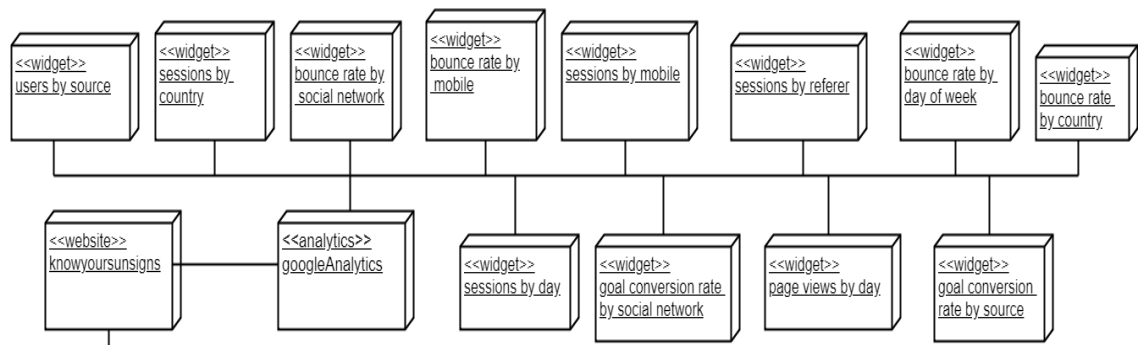 <<widget>>
users by source
<<widget>>
sessions by
country
<<widget>>
bounce rate by
social network
<<widget>>
bounce rate by
mobile
<<widget>>
sessions by mobile
<<widget>>
sessions by referer
<<widget>>
bounce rate by
day of week
<<widget>>
bounce rate
by country
<<website>>
knowyoursunsigns
<<analytics>>
googleAnalytics
<<widget>>
sessions by day
<<widget>>
goal conversion rate
by social network
<<widget>>
page views by day
<<widget>>
goal conversion
rate by source